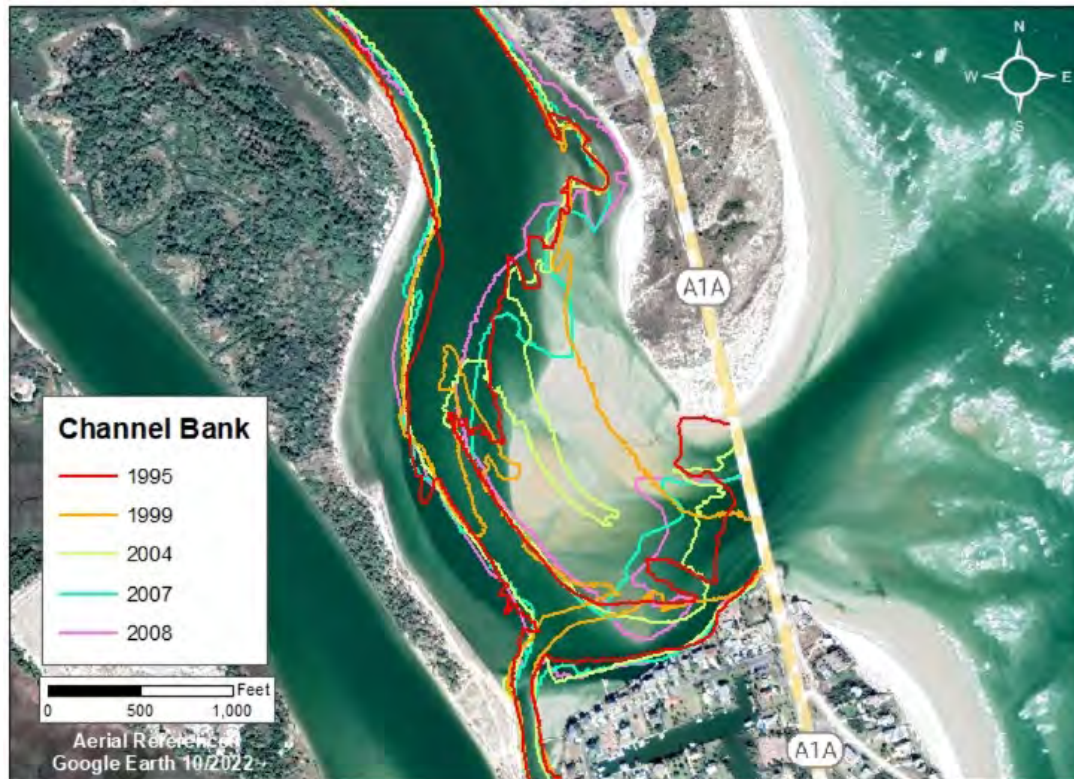 N
W E
S
A1A
Channel Bank
1995
1999
2004
2007
2008
Feet
0 500 1,000
Aerial Reference:
Google Earth 10/2022
A1A